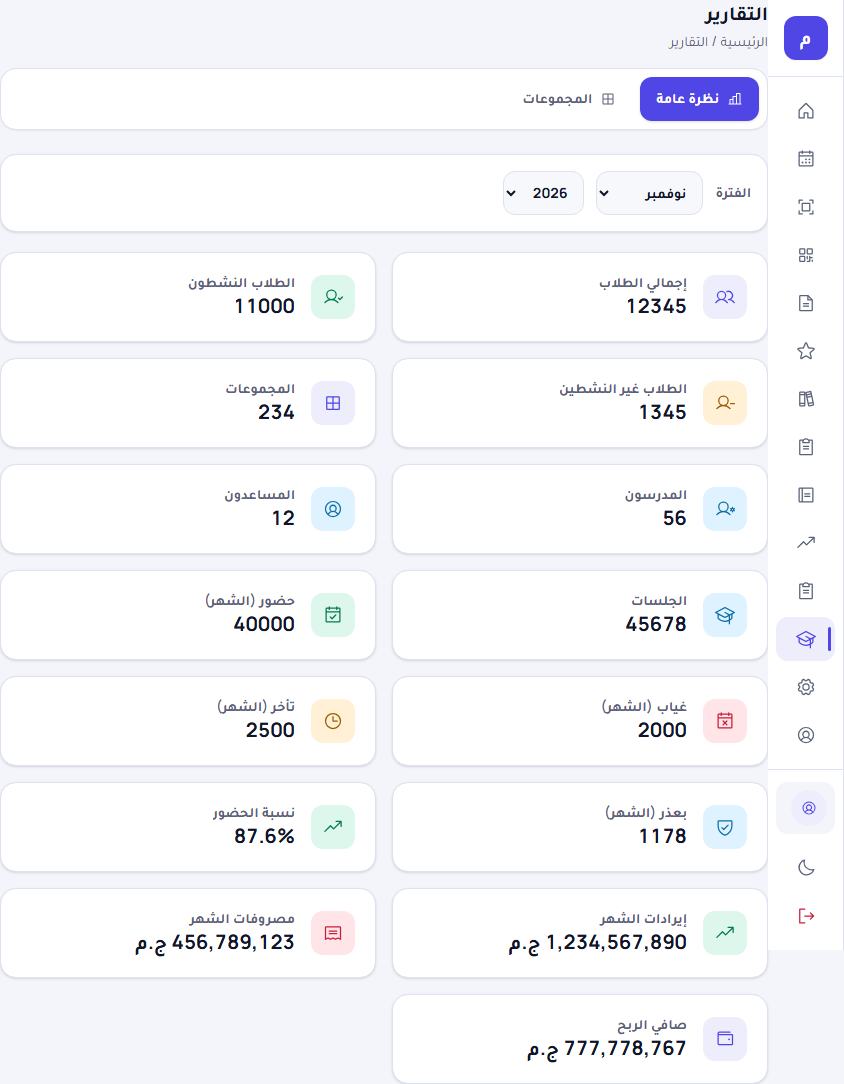 م
التقارير
الرئيسية / التقارير
نظرة عامة
المجموعات
الفترة
نوفمبر
2026
إجمالي الطلاب
12345
الطلاب النشطون
11000
الطلاب غير النشطين
1345
المجموعات
234
المدرسون
56
المساعدون
12
الجلسات
45678
حضور (الشهر)
40000
غياب (الشهر)
2000
تأخر (الشهر)
2500
بعذر (الشهر)
1178
نسبة الحضور
87.6%
إيرادات الشهر
1,234,567,890 ج.م
مصروفات الشهر
456,789,123 ج.م
صافي الربح
777,778,767 ج.م